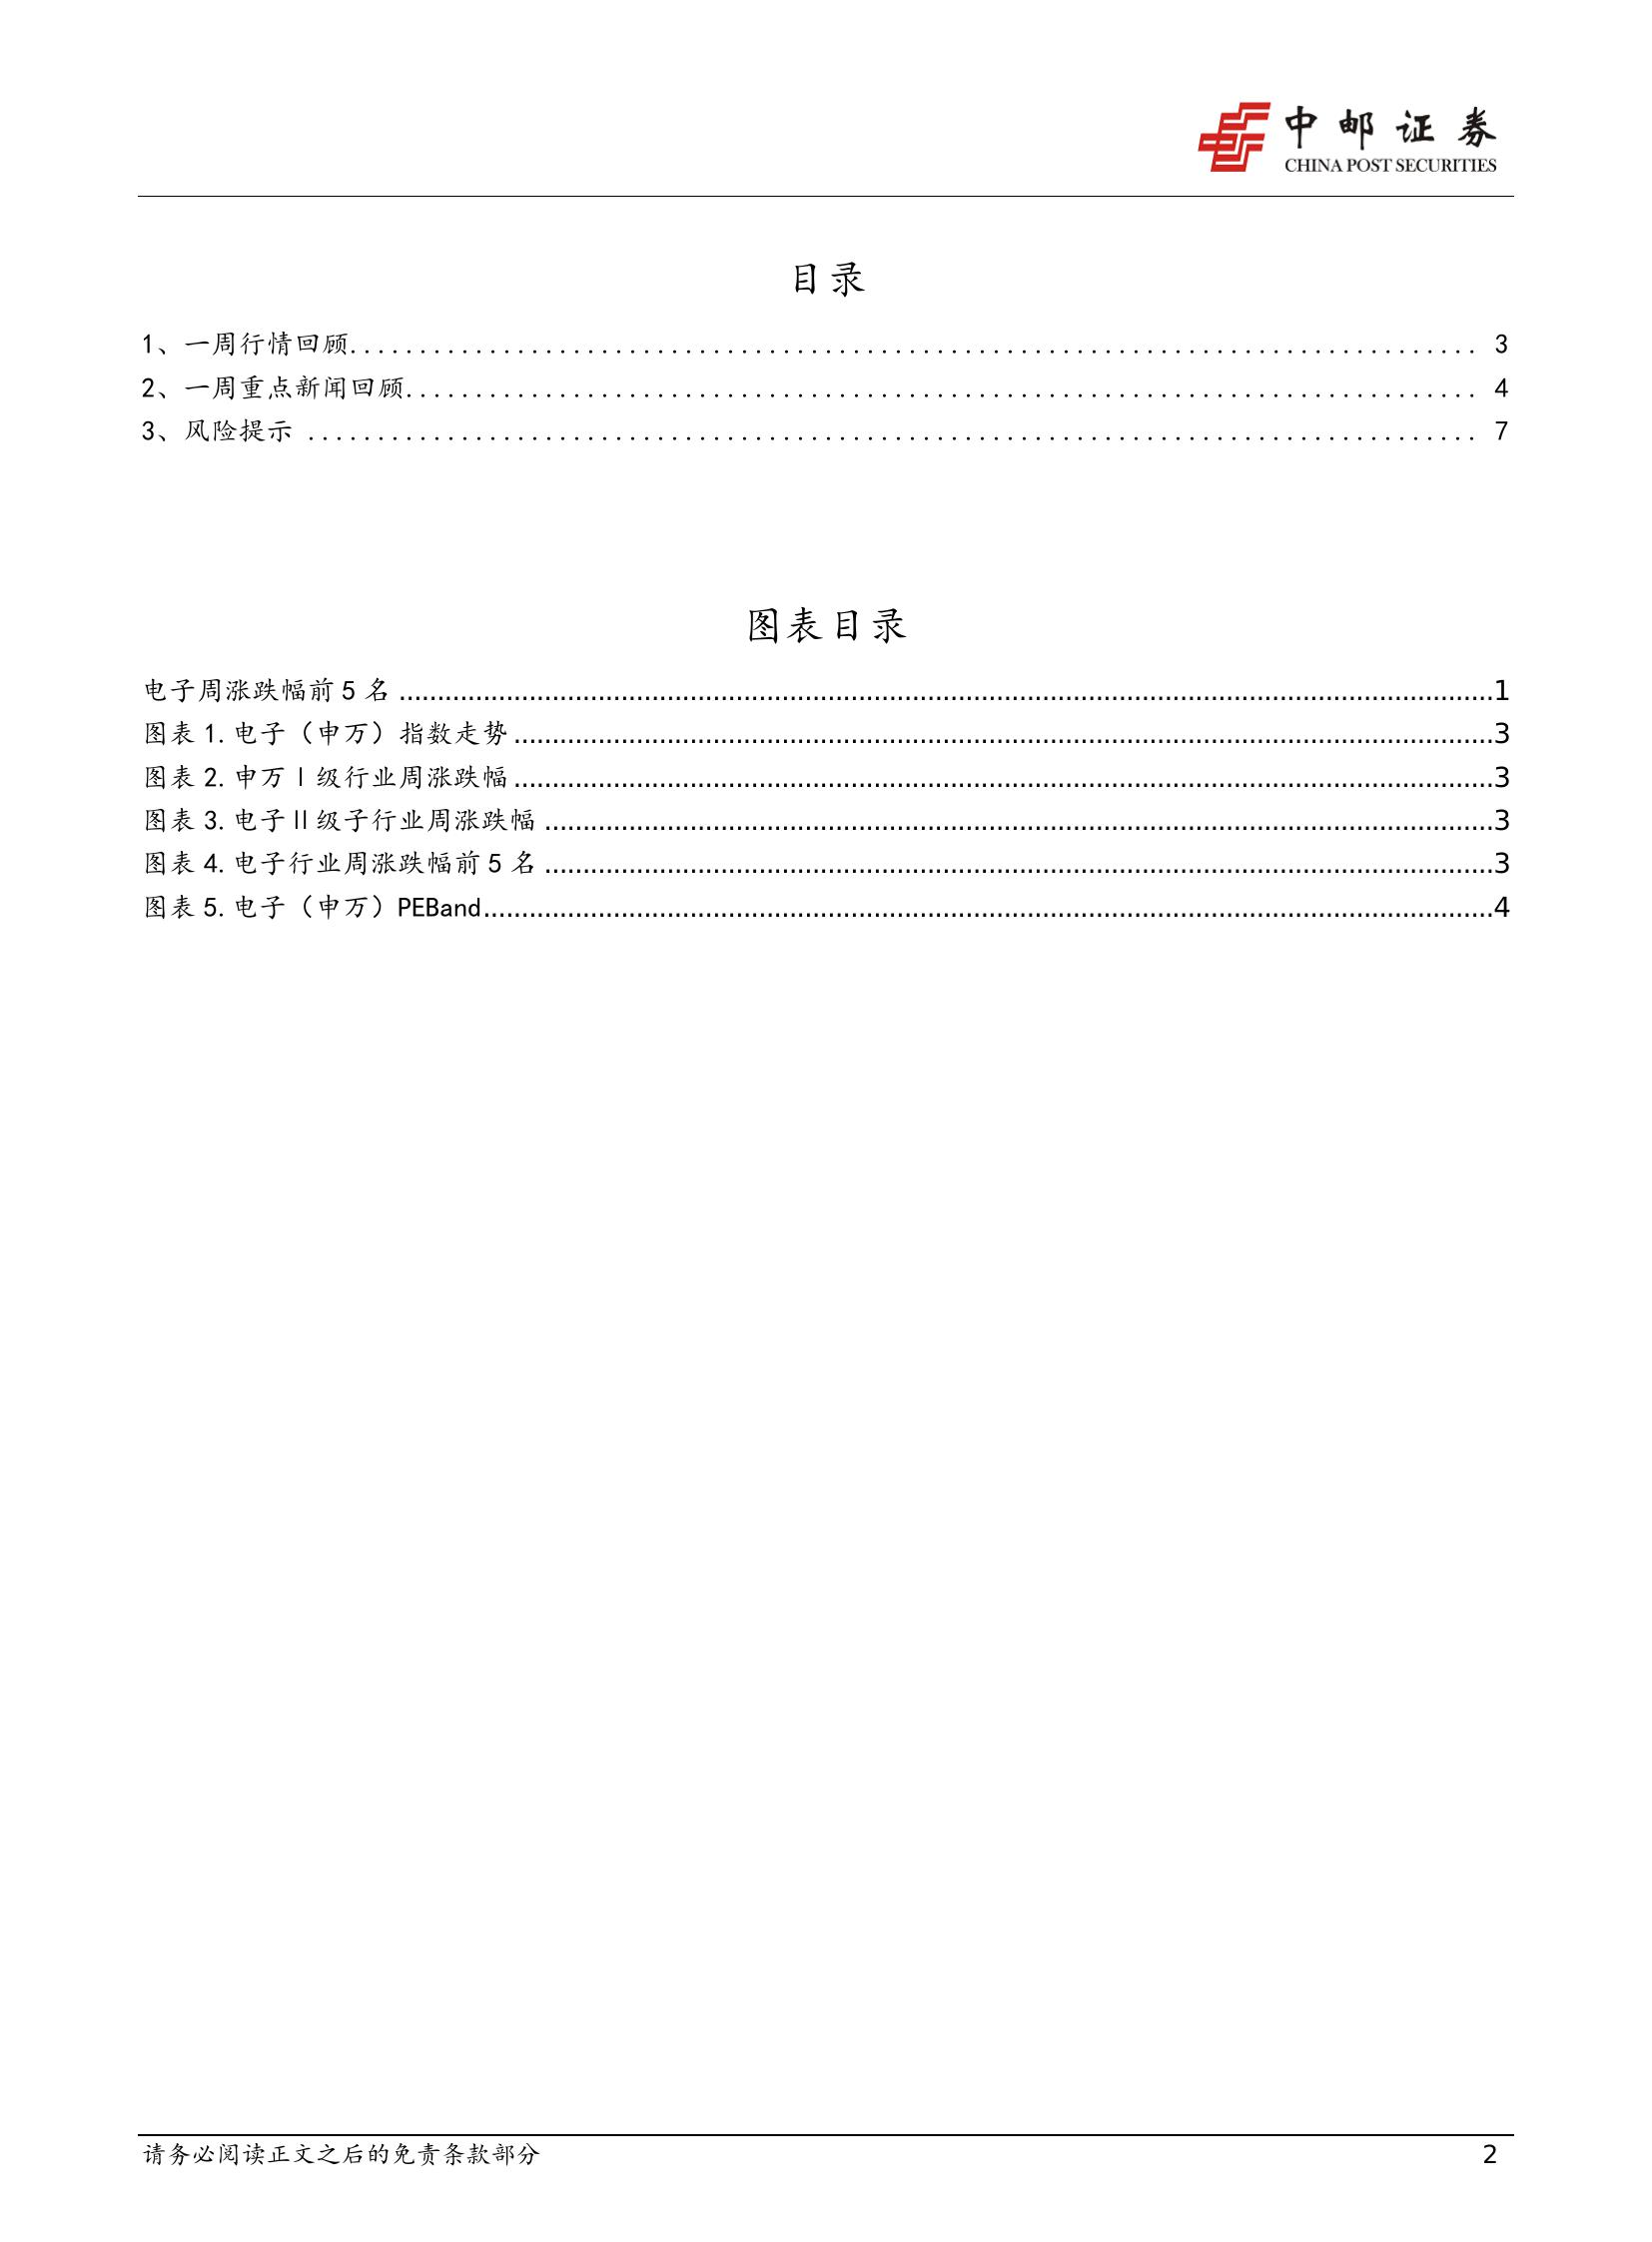 中邮证券
CHINA POST SECURITIES
目录
1、一周行情回顾................................................................................ 3
2、一周重点新闻回顾............................................................................ 4
3、风险提示 ................................................................................... 7
图表目录
电子周涨跌幅前 5 名 ................................................................................1
图表 1.电子（申万）指数走势................................................................................3
图表 2.申万Ⅰ级行业周涨跌幅................................................................................3
图表 3.电子Ⅱ级子行业周涨跌幅 ................................................................................3
图表 4.电子行业周涨跌幅前 5 名 ................................................................................3
图表 5.电子（申万）PEBand................................................................................4
请务必阅读正文之后的免责条款部分 2